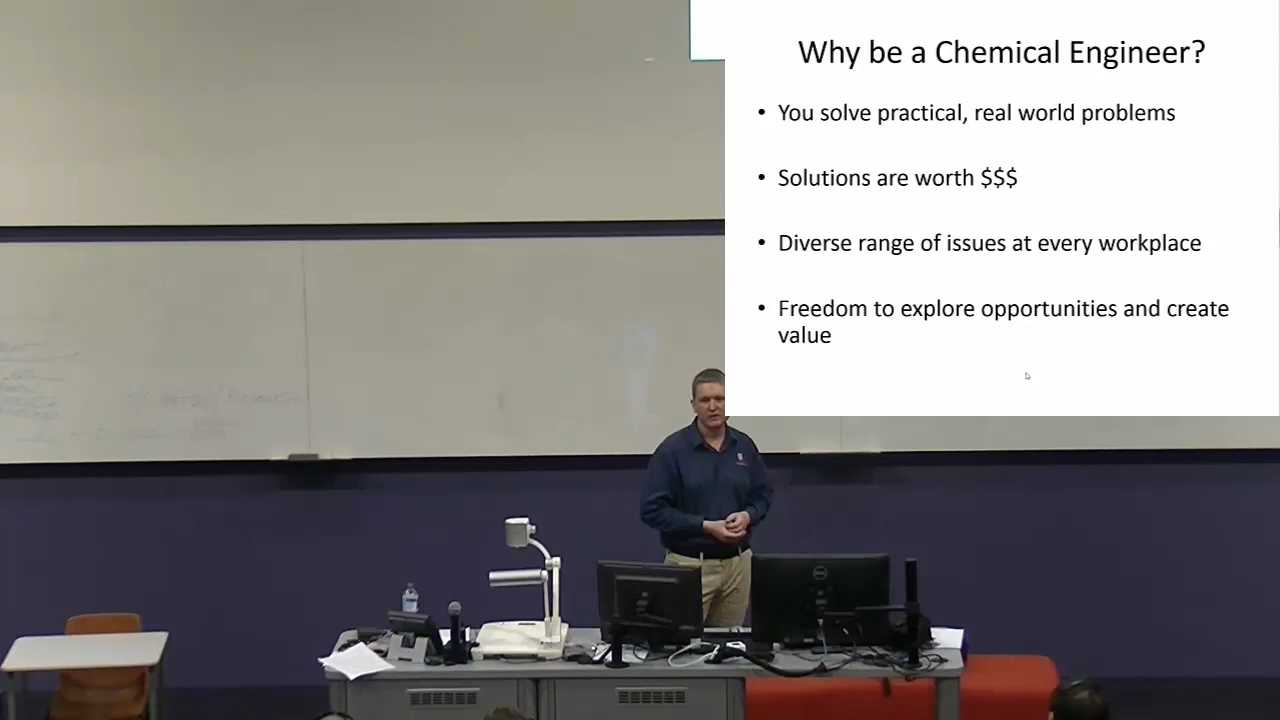 Why be a Chemical Engineer?
• You solve practical, real world problems
• Solutions are worth $$$
• Diverse range of issues at every workplace
• Freedom to explore opportunities and create
value
DELL